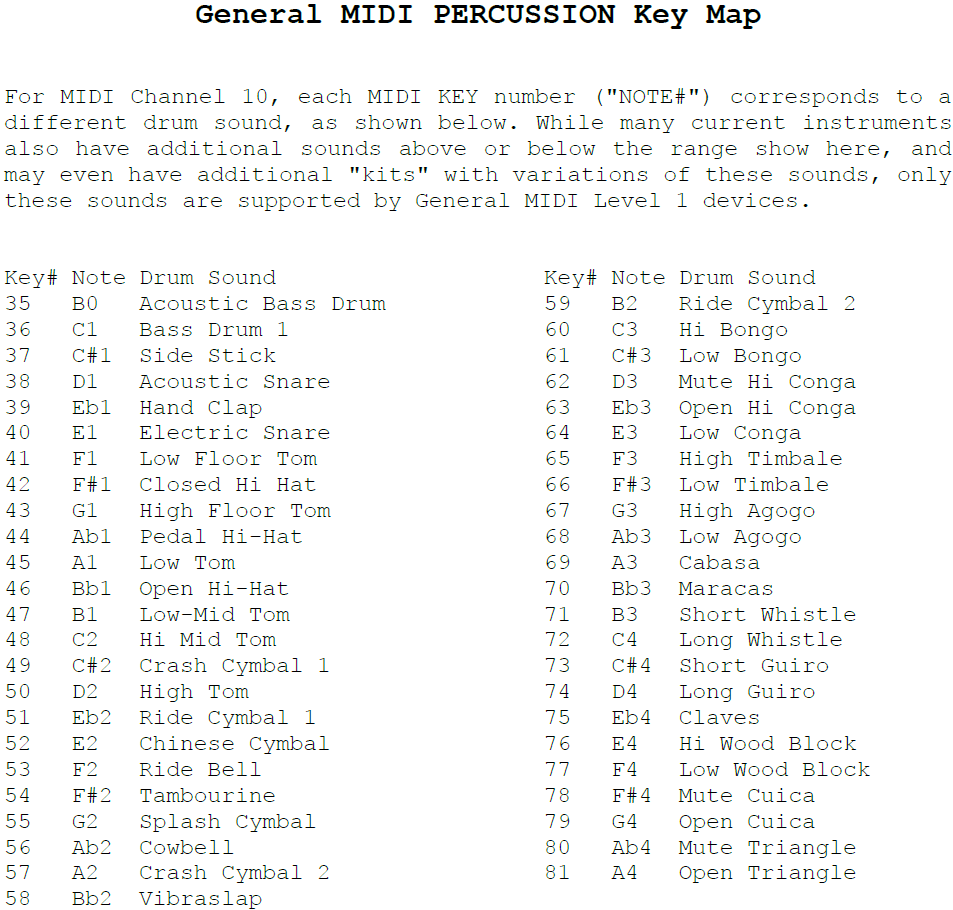 General MIDI PERCUSSION Key Map
For MIDI Channel 10, each MIDI KEY number ("NOTE#") corresponds to a
different drum sound, as shown below. While many current instruments
also have additional sounds above or below the range show here, and
may even have additional "kits" with variations of these sounds, only
these sounds are supported by General MIDI Level 1 devices.
Key# Note Drum Sound
35 B0 Acoustic Bass Drum
36 C1 Bass Drum 1
37 C#1 Side Stick
38 D1 Acoustic Snare
39 Eb1 Hand Clap
40 E1 Electric Snare
41 F1 Low Floor Tom
42 F#1 Closed Hi Hat
43 G1 High Floor Tom
44 Ab1 Pedal Hi-Hat
45 A1 Low Tom
46 Bb1 Open Hi-Hat
47 B1 Low-Mid Tom
48 C2 Hi Mid Tom
49 C#2 Crash Cymbal 1
50 D2 High Tom
51 Eb2 Ride Cymbal 1
52 E2 Chinese Cymbal
53 F2 Ride Bell
54 F#2 Tambourine
55 G2 Splash Cymbal
56 Ab2 Cowbell
57 A2 Crash Cymbal 2
58 Bb2 Vibraslap
Key# Note Drum Sound
59 B2 Ride Cymbal 2
60 C3 Hi Bongo
61 C#3 Low Bongo
62 D3 Mute Hi Conga
63 Eb3 Open Hi Conga
64 E3 Low Conga
65 F3 High Timbale
66 F#3 Low Timbale
67 G3 High Agogo
68 Ab3 Low Agogo
69 A3 Cabasa
70 Bb3 Maracas
71 B3 Short Whistle
72 C4 Long Whistle
73 C#4 Short Guiro
74 D4 Long Guiro
75 Eb4 Claves
76 E4 Hi Wood Block
77 F4 Low Wood Block
78 F#4 Mute Cuica
79 G4 Open Cuica
80 Ab4 Mute Triangle
81 A4 Open Triangle